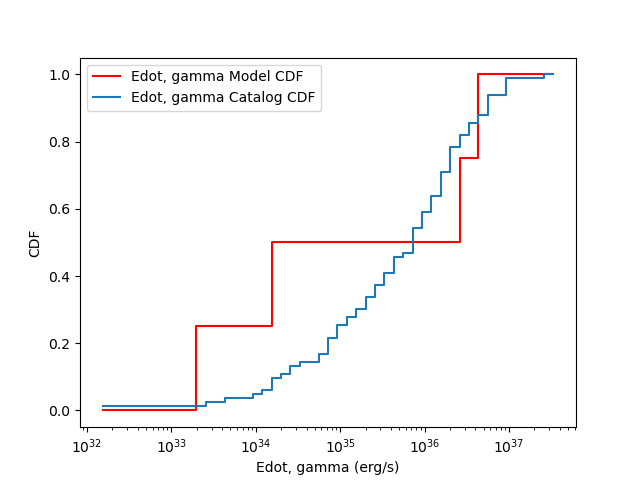 Edot, gamma Model CDF
Edot, gamma Catalog CDF
1.0
0.8
0.6
0.4
0.2
0.0
CDF
10^32 10^33 10^34 10^35 10^36 10^37
Edot, gamma (erg/s)